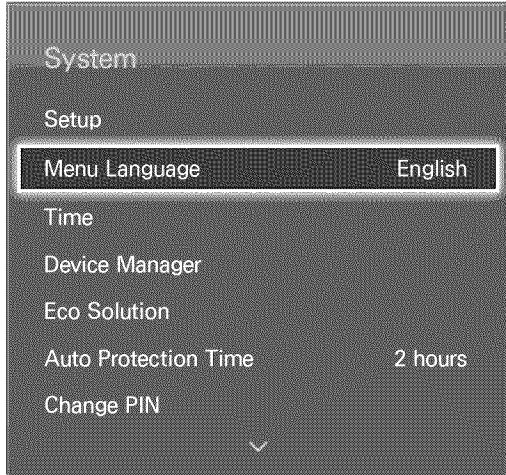 System
Setup
Menu Language English
Time
Device Manager
Eco Solution
Auto Protection Time 2 hours
Change PIN